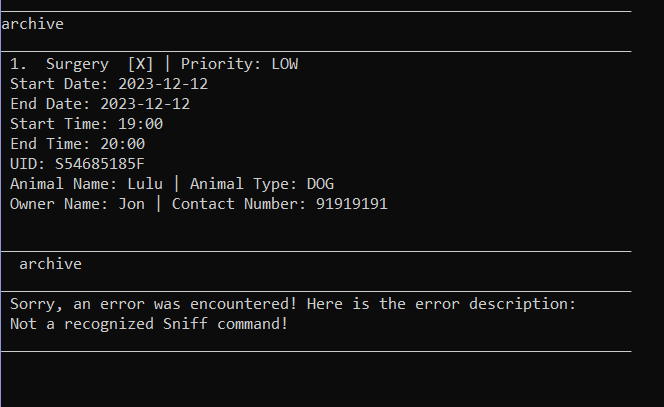 archive
1.  Surgery  [X] | Priority: LOW
Start Date: 2023-12-12
End Date: 2023-12-12
Start Time: 19:00
End Time: 20:00
UID: S54685185F
Animal Name: Lulu | Animal Type: DOG
Owner Name: Jon | Contact Number: 91919191
archive
Sorry, an error was encountered! Here is the error description:
Not a recognized Sniff command!